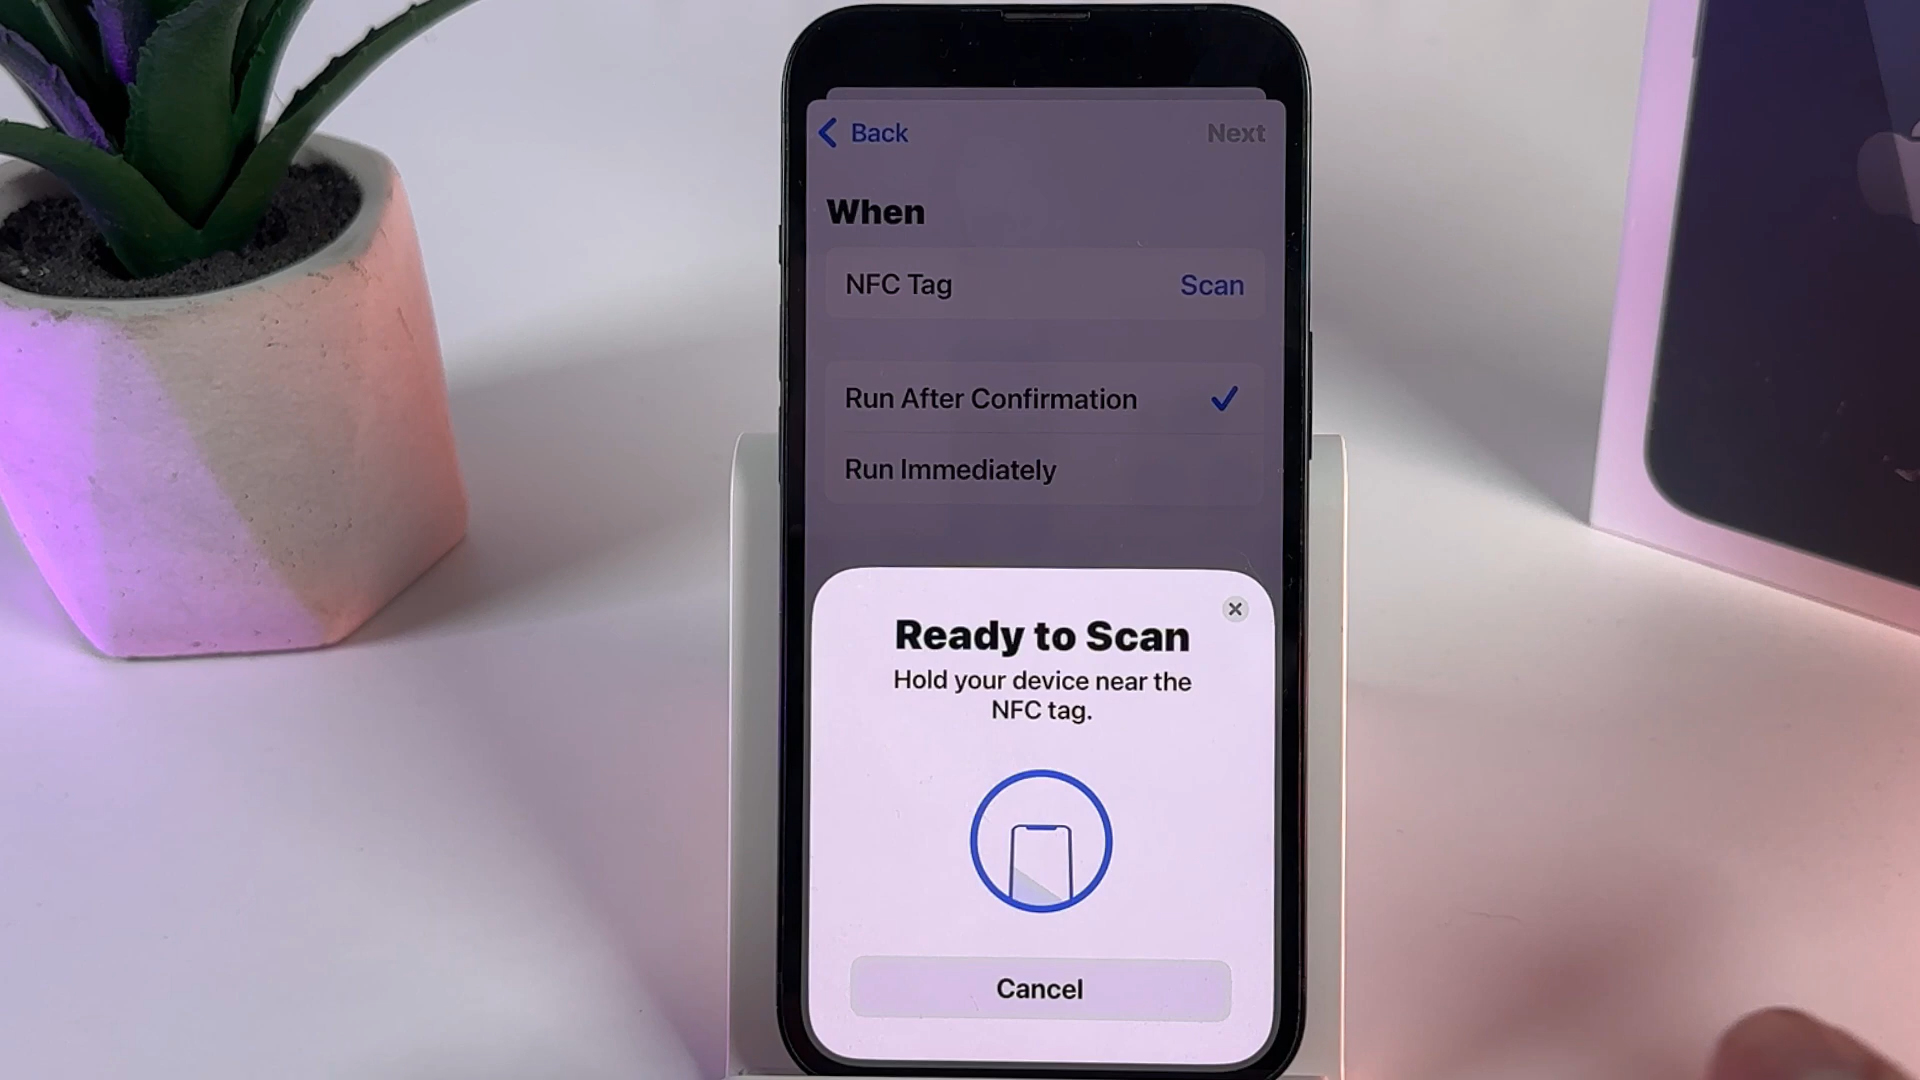 Back
Next
When
NFC Tag
Scan
Run After Confirmation
Run Immediately
Ready to Scan
Hold your device near the
NFC tag.
Cancel